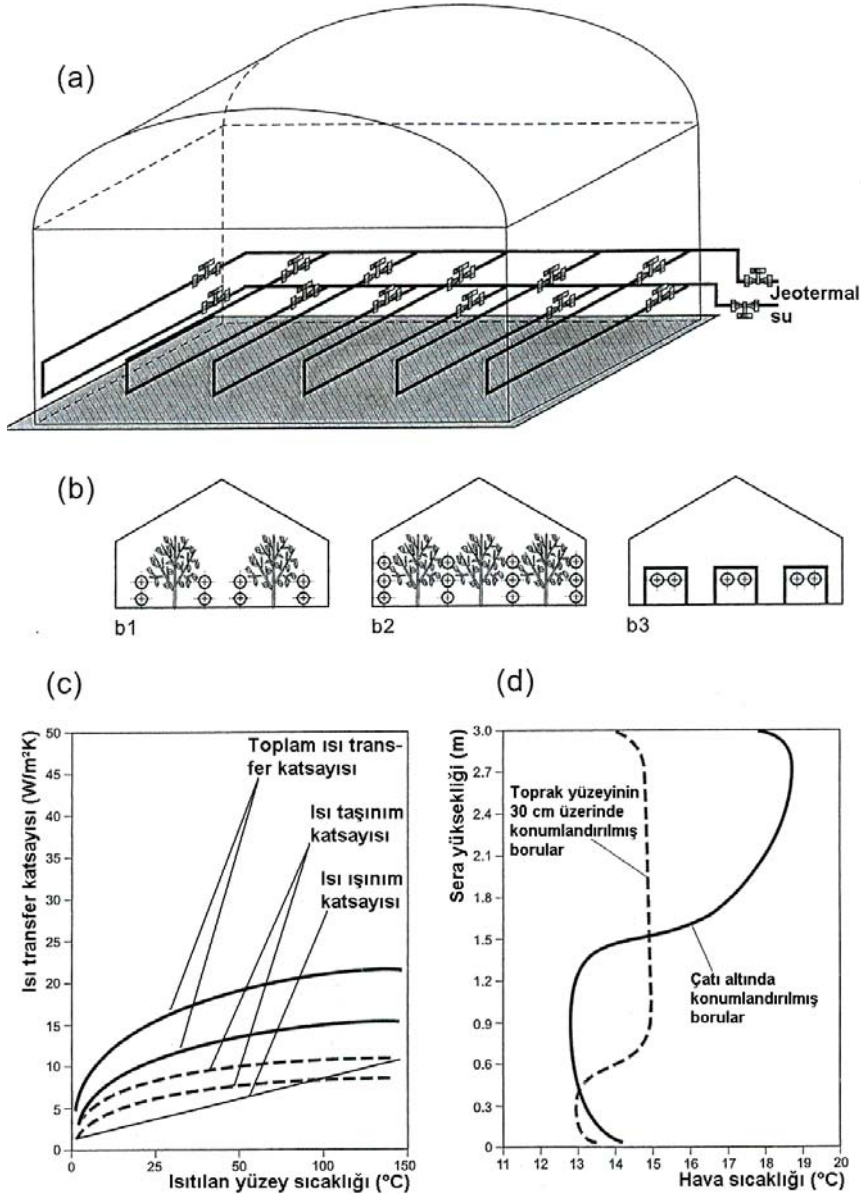 (a)
Jeotermal
su
(b)
b1
b2
b3
(c)
(d)
Isı transfer katsayısı (W/m²K)
50
45
40
35
30
25
20
15
10
5
0
Toplam ısı trans-
fer katsayısı
Isı taşınım
katsayısı
Isı ışınım
katsayısı
0
25
50
100
150
Isıtılan yüzey sıcaklığı (ºC)
Sera yüksekliği (m)
3.0
2.7
2.4
2.1
1.8
1.5
1.2
0.9
0.6
0.3
0
Toprak yüzeyinin
30 cm üzerinde
konumlandırılmış
borular
Çatı altında
konumlandırılmış
borular
11
12
13
14
15
16
17
18
19
20
Hava sıcaklığı (ºC)